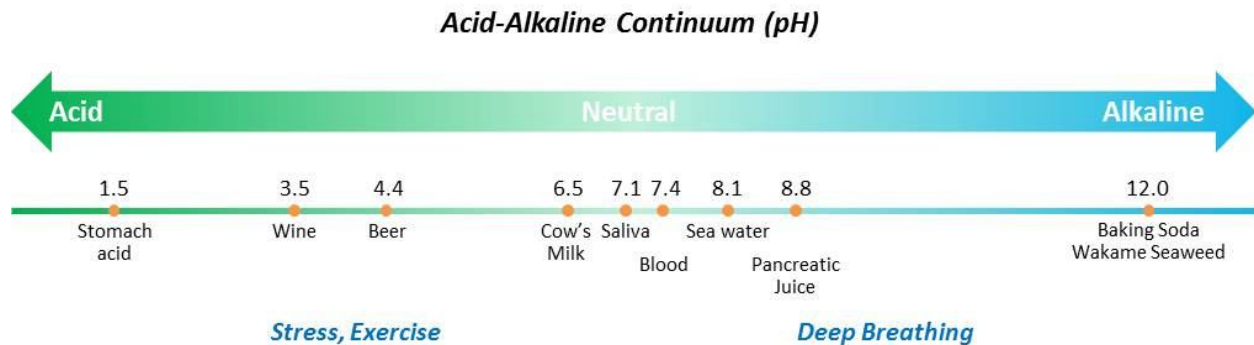 Acid-Alkaline Continuum (pH)
Acid Neutral Alkaline
1.5 3.5 4.4 6.5 7.1 7.4 8.1 8.8 12.0
Stomach acid
Wine
Beer
Cow's Milk
Saliva
Blood
Sea water
Pancreatic Juice
Baking Soda
Wakame Seaweed
Stress, Exercise Deep Breathing